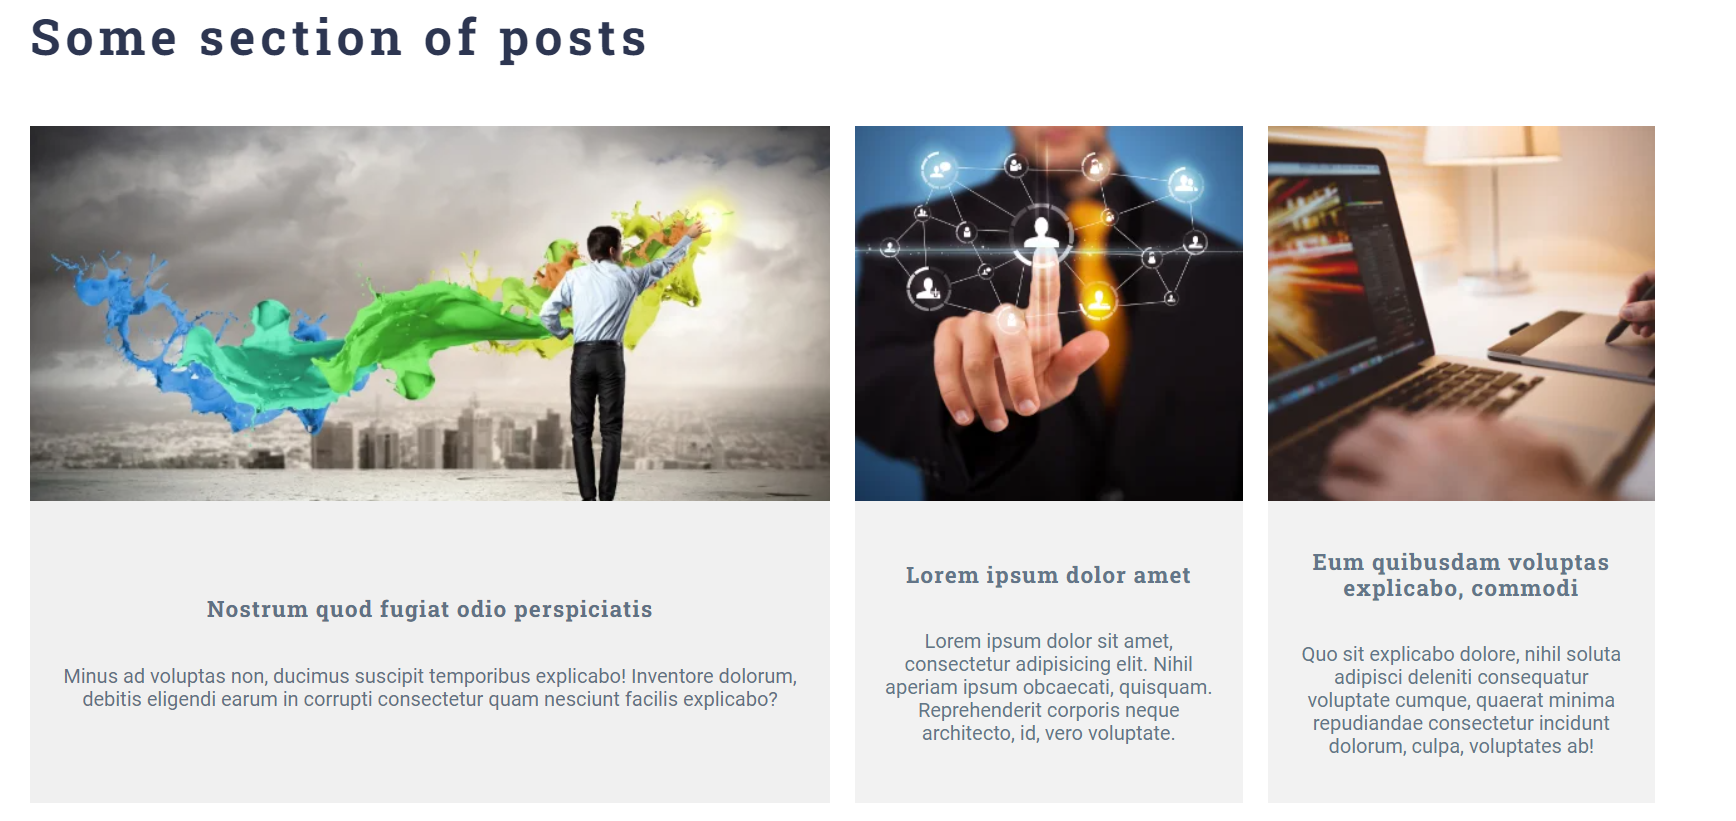 Some section of posts
Nostrum quod fugiat odio perspiciatis
Minus ad voluptas non, ducimus suscipit temporibus explicabo! Inventore dolorum,
debitis eligendi earum in corrupti consectetur quam nesciunt facilis explicabo?
Lorem ipsum dolor amet
Lorem ipsum dolor sit amet,
consectetur adipisicing elit. Nihil
aperiam ipsum obcaecati, quisquam.
Reprehenderit corporis neque
architecto, id, vero voluptate.
Eum quibusdam voluptas
explicabo, commodi
Quo sit explicabo dolore, nihil soluta
adipisci deleniti consequatur
voluptate cumque, quaerat minima
repudiandae consectetur incidunt
dolorum, culpa, voluptates ab!